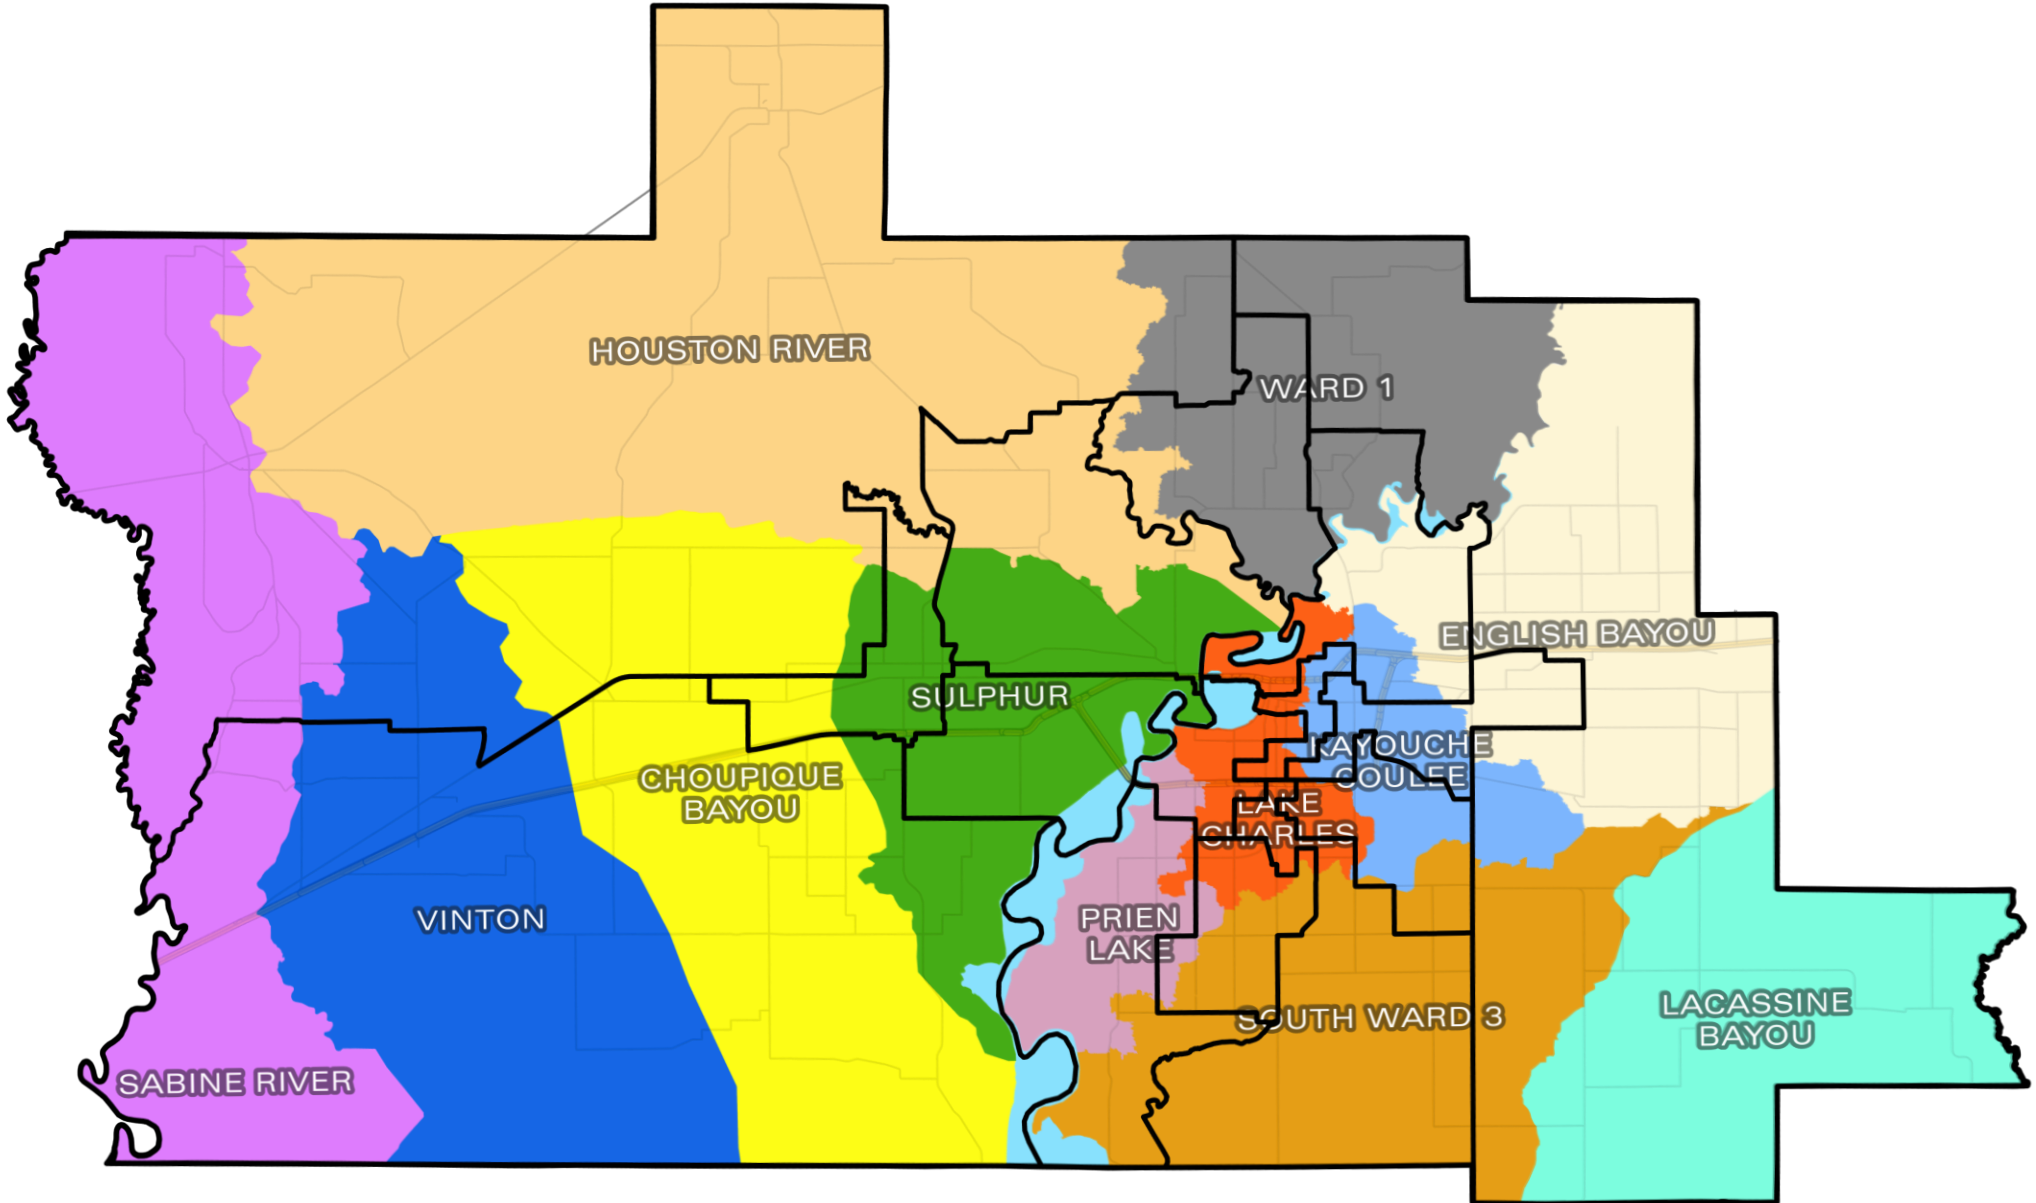 HOUSTON RIVER
WARD 1
ENGLISH BAYOU
SULPHUR
KAYOUCHE
COULEE
CHOUPIQUE
BAYOU
LAKE
CHARLES
VINTON
PRIEN
LAKE
SOUTH WARD 3
LACASSINE
BAYOU
SABINE RIVER